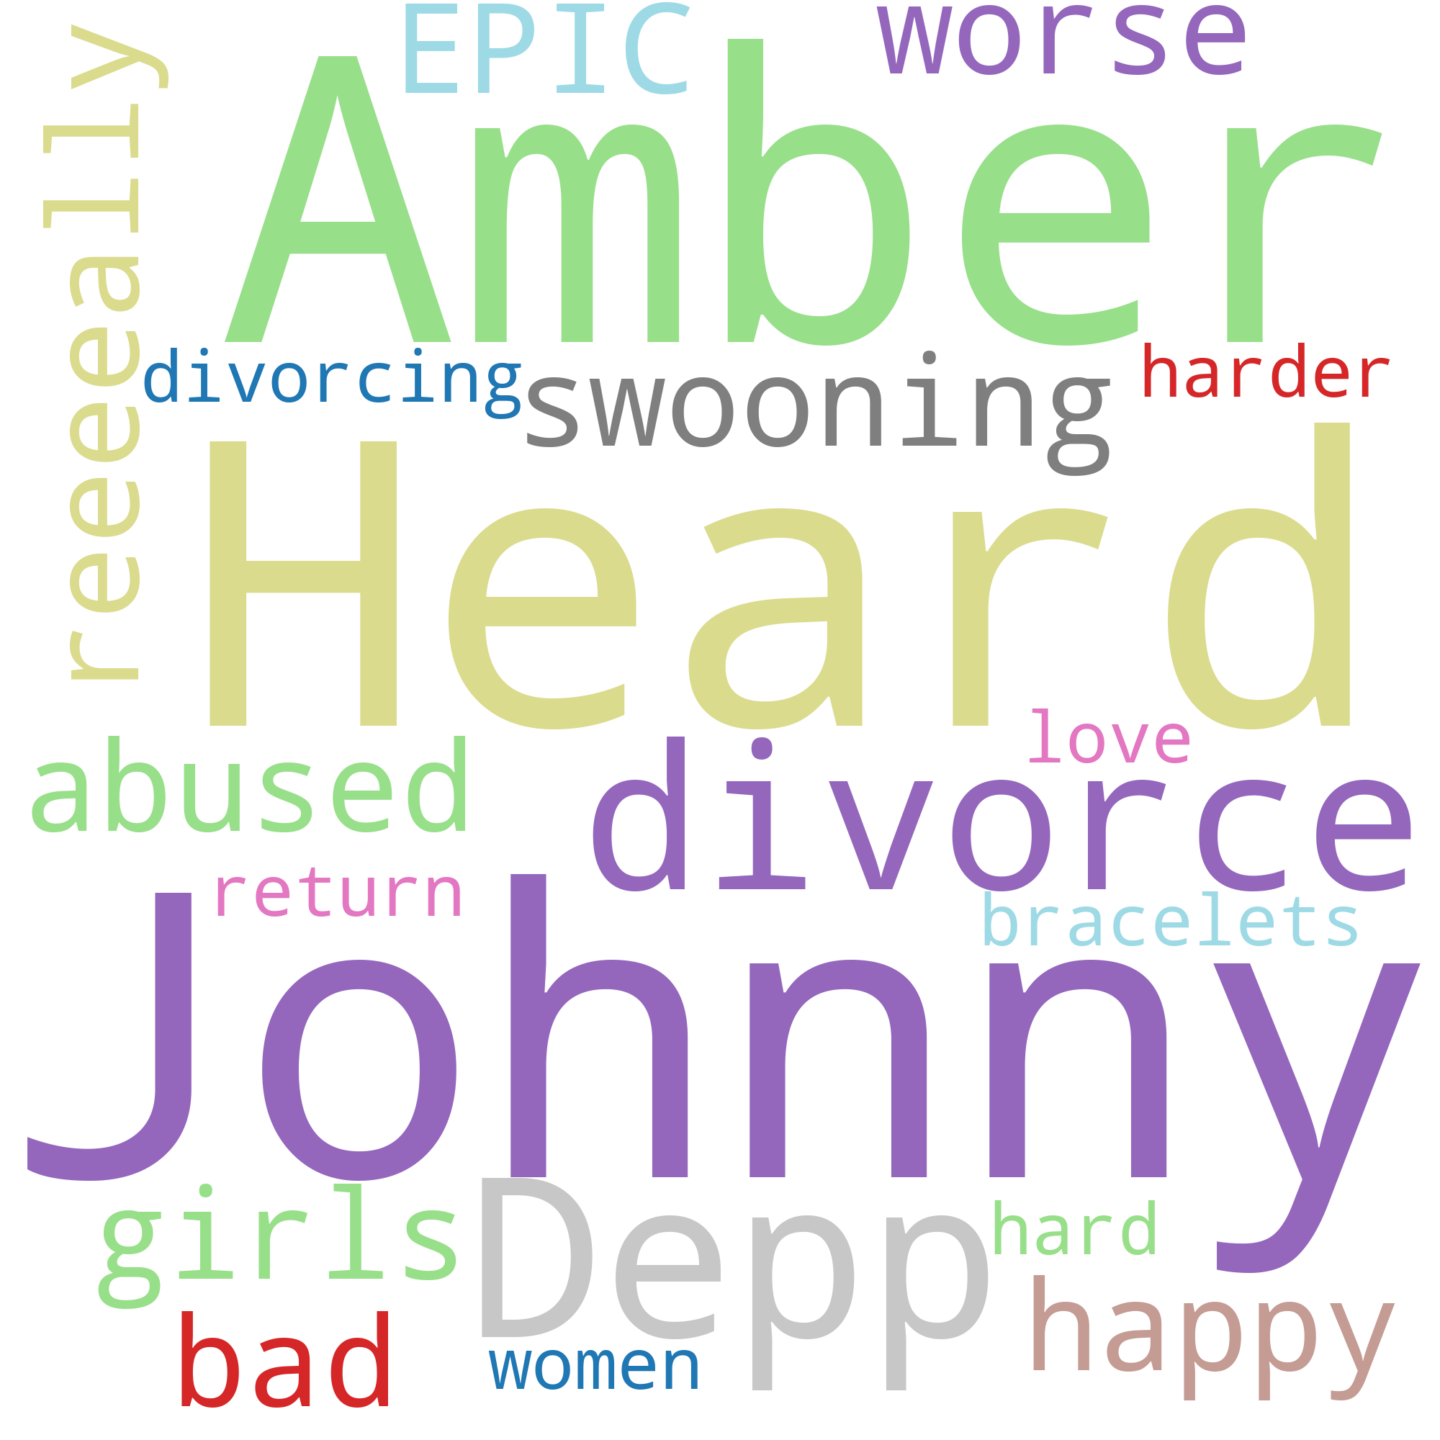 EPIC
worse
reeeeally
Amber
divorcing
swooning
harder
Heard
love
abused
divorce
return
bracelets
Johnny
girls
Depp
hard
happy
bad
women